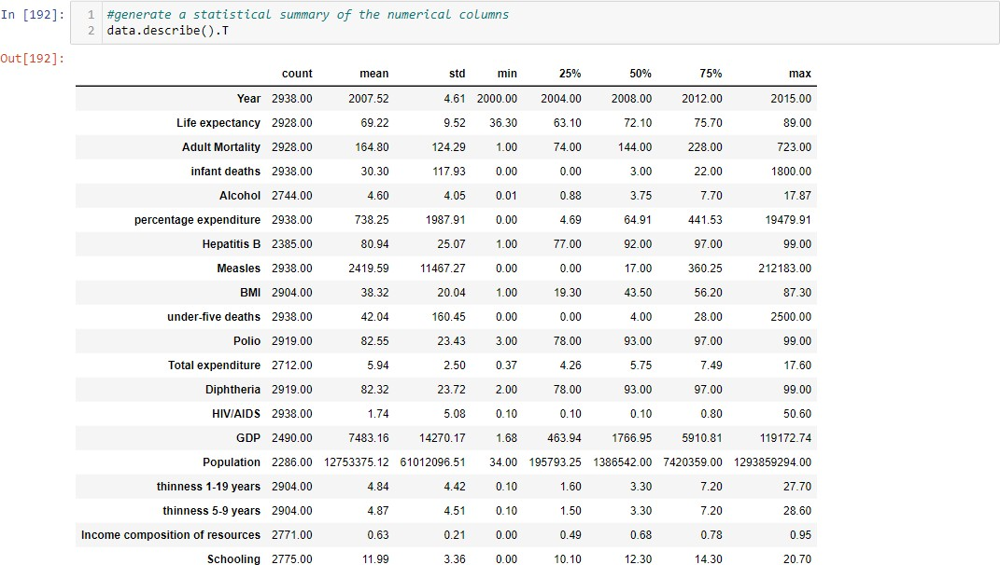 In [192]: 1 #generate a statistical summary of the numerical columns
2 data.describe().T
Out[192]:
count mean std min 25% 50% 75% max
Year 2938.00 2007.52 4.61 2000.00 2004.00 2008.00 2012.00 2015.00
Life expectancy 2928.00 69.22 9.52 36.30 63.10 72.10 75.70 89.00
Adult Mortality 2928.00 164.80 124.29 1.00 74.00 144.00 228.00 723.00
infant deaths 2938.00 30.30 117.93 0.00 0.00 3.00 22.00 1800.00
Alcohol 2744.00 4.60 4.05 0.01 0.88 3.75 7.70 17.87
percentage expenditure 2938.00 738.25 1987.91 0.00 4.69 64.91 441.53 19479.91
Hepatitis B 2385.00 80.94 25.07 1.00 77.00 92.00 97.00 99.00
Measles 2938.00 2419.59 11467.27 0.00 0.00 17.00 360.25 212183.00
BMI 2904.00 38.32 20.04 1.00 19.30 43.50 56.20 87.30
under-five deaths 2938.00 42.04 160.45 0.00 0.00 4.00 28.00 2500.00
Polio 2919.00 82.55 23.43 3.00 78.00 93.00 97.00 99.00
Total expenditure 2712.00 5.94 2.50 0.37 4.26 5.75 7.49 17.60
Diphtheria 2919.00 82.32 23.72 2.00 78.00 93.00 97.00 99.00
HIV/AIDS 2938.00 1.74 5.08 0.10 0.10 0.10 0.80 50.60
GDP 2490.00 7483.16 14270.17 1.68 463.94 1766.95 5910.81 119172.74
Population 2286.00 12753375.12 61012096.51 34.00 195793.25 1386542.00 7420359.00 1293859294.00
thinness 1-19 years 2904.00 4.84 4.42 0.10 1.60 3.30 7.20 27.70
thinness 5-9 years 2904.00 4.87 4.51 0.10 1.50 3.30 7.20 28.60
Income composition of resources 2771.00 0.63 0.21 0.00 0.49 0.68 0.78 0.95
Schooling 2775.00 11.99 3.36 0.00 10.10 12.30 14.30 20.70